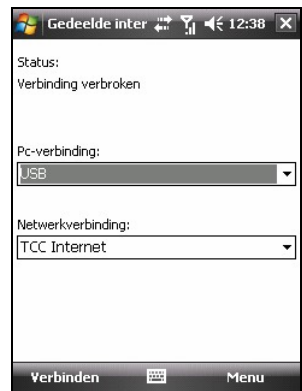 Gedeelde inter 12:38
Status:
Verbinding verbroken
Pc-verbinding:
USB
Netwerkverbinding:
TCC Internet
Verbinden Menu